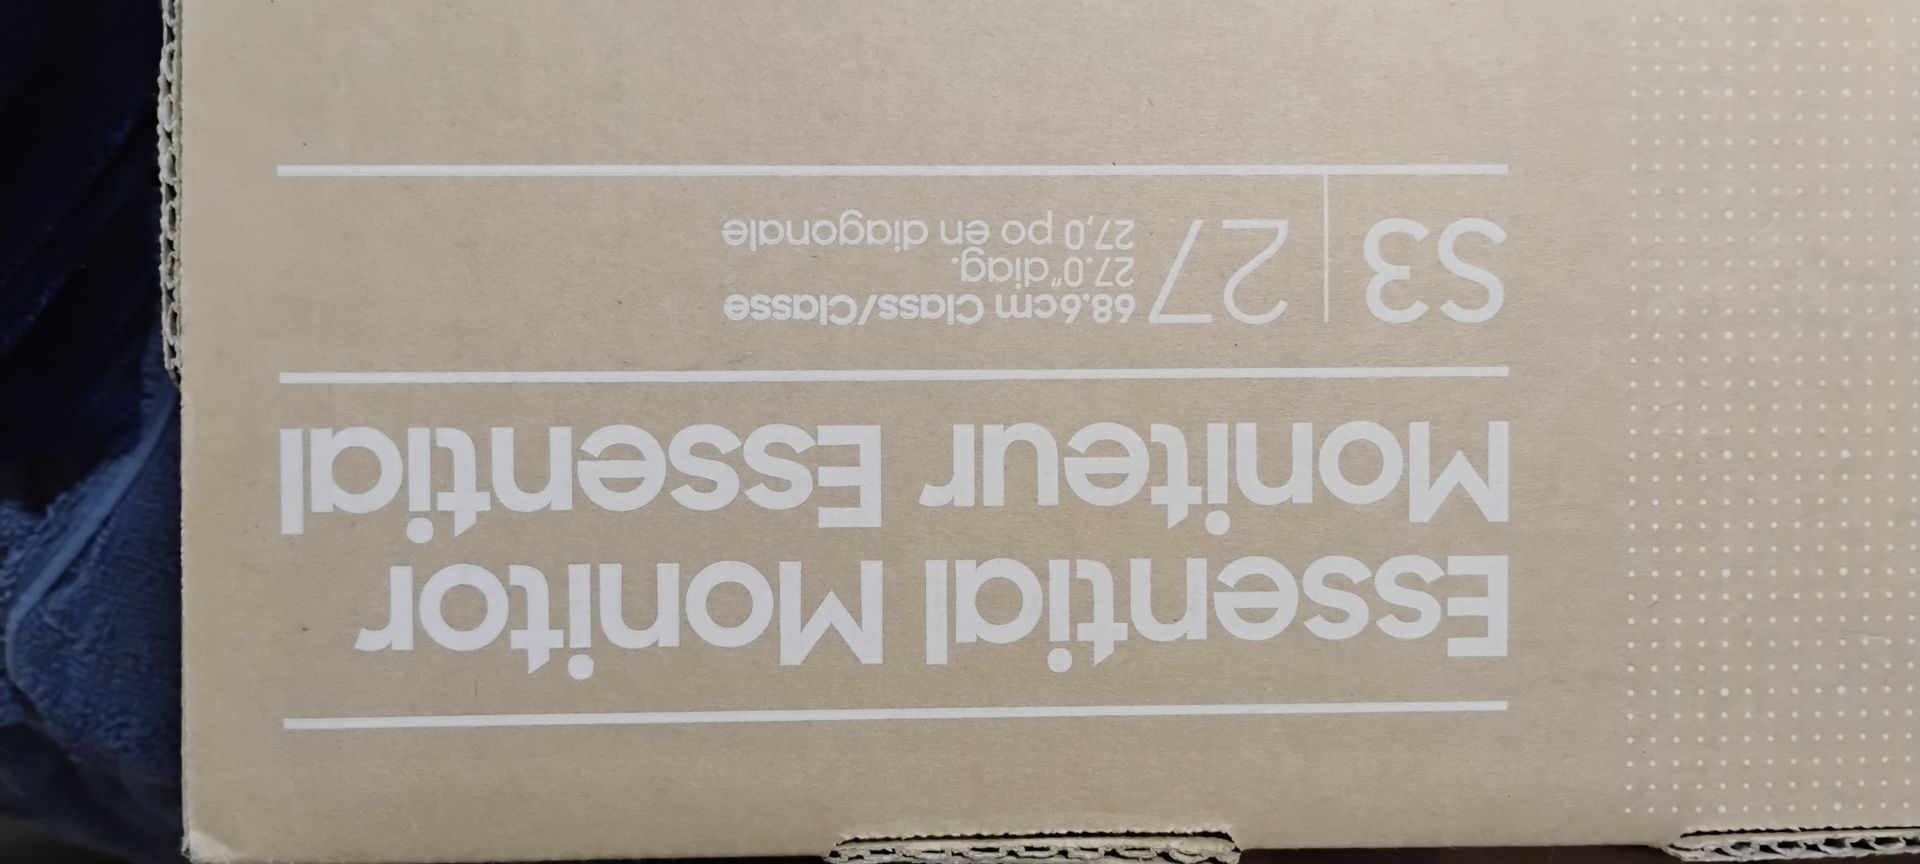 Essential Monitor
Moniteur Essential
S3 | 27
68.6cm Class/Classe
27.0"diag.
27,0 po en diagonale